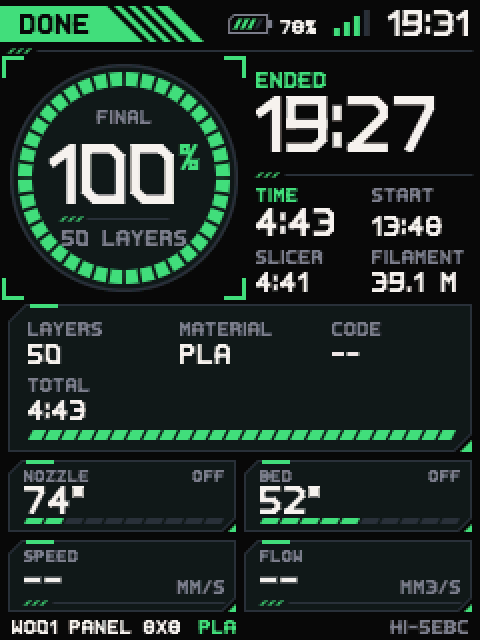 DONE 78% 19:31
FINAL
100%
50 LAYERS
ENDED
19:27
TIME START
4:43 13:48
SLICER FILAMENT
4:41 39.1 M
LAYERS MATERIAL CODE
50 PLA --
TOTAL
4:43
NOZZLE OFF
74°
BED OFF
52°
SPEED
-- MM/S
FLOW
-- MM3/S
WOD1 PANEL 8X8 PLA HI-5EBC